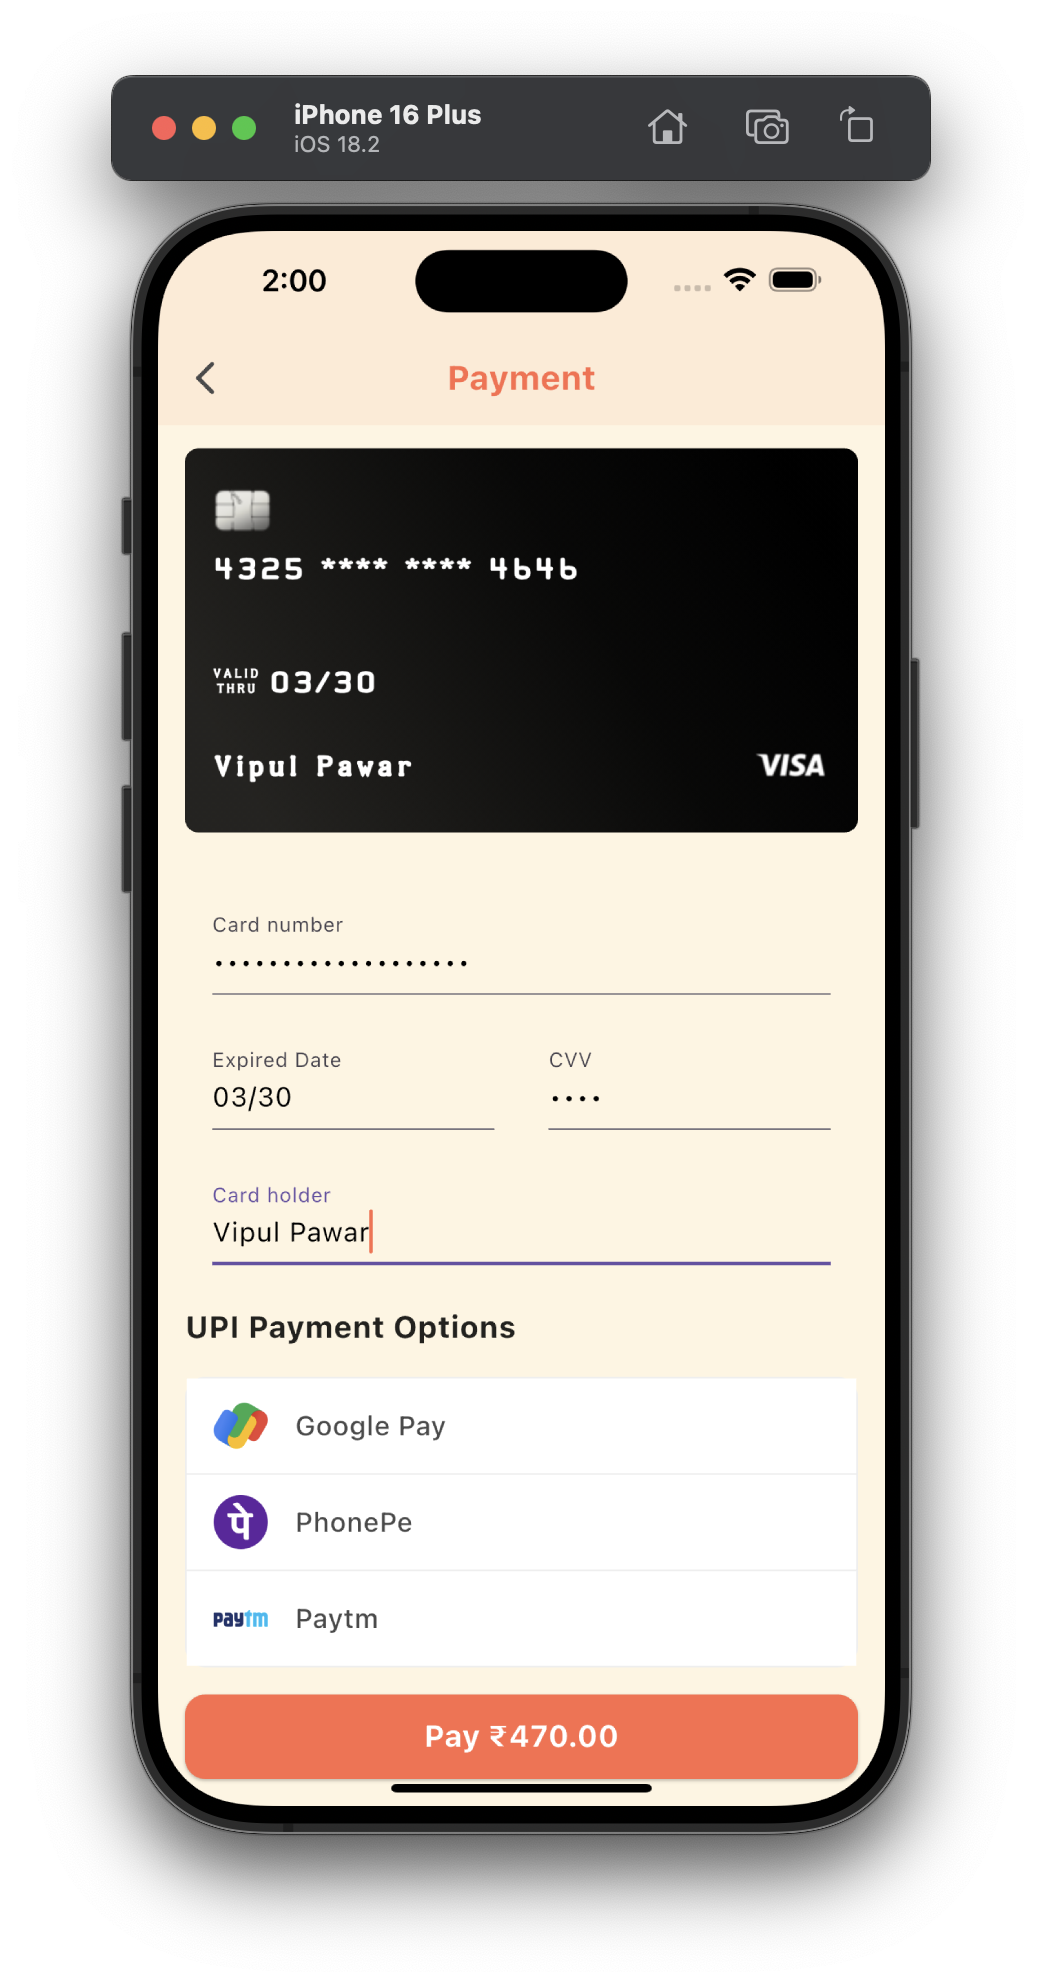 iPhone 16 Plus
iOS 18.2
2:00
Payment
4325 **** **** 4646
VALID THRU 03/30
Vipul Pawar VISA
Card number
•••••••••••••••••••
Expired Date CVV
03/30 ••••
Card holder
Vipul Pawar
UPI Payment Options
Google Pay
पे PhonePe
paytm Paytm
Pay ₹470.00